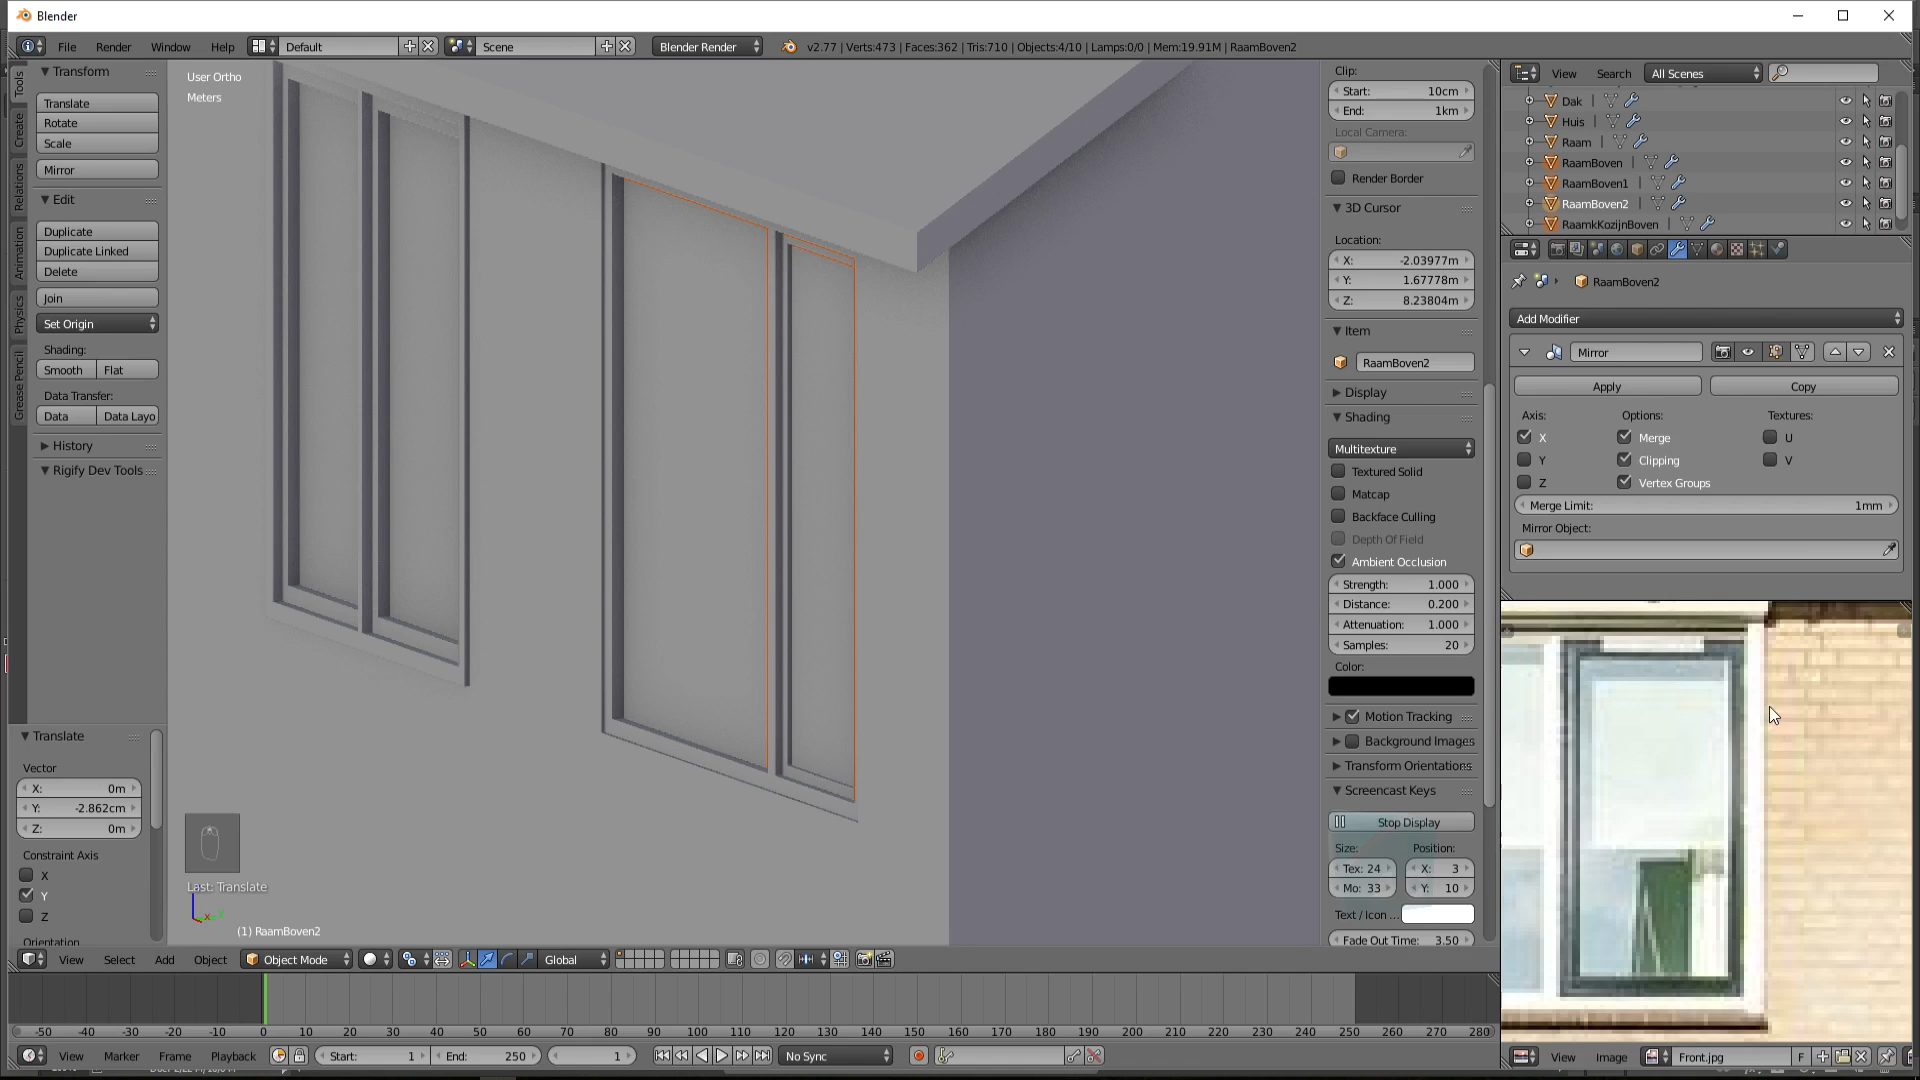 Blender
File Render Window Help Default Scene Blender Render v2.77 | Verts:473 | Faces:362 | Tris:710 | Objects:4/10 | Lamps:0/0 | Mem:19.91M | RaamBoven2
Tools
Create
Relations
Animation
Physics
Grease Pencil
Transform
Translate
Rotate
Scale
Mirror
Edit
Duplicate
Duplicate Linked
Delete
Join
Set Origin
Shading:
Smooth Flat
Data Transfer:
Data Data Layo
History
Rigify Dev Tools
Translate
Vector
X: 0m
Y: -2.862cm
Z: 0m
Constraint Axis
X
Y
Z
Orientation
User Ortho
Meters
Last: Translate
(1) RaamBoven2
View Select Add Object Object Mode Global
Clip:
Start: 10cm
End: 1km
Local Camera:
Render Border
3D Cursor
Location:
X: -2.03977m
Y: 1.67778m
Z: 8.23804m
Item
RaamBoven2
Display
Shading
Multitexture
Textured Solid
Matcap
Backface Culling
Depth Of Field
Ambient Occlusion
Strength: 1.000
Distance: 0.200
Attenuation: 1.000
Samples: 20
Color:
Motion Tracking
Background Images
Transform Orientations
Screencast Keys
Stop Display
Size: Position:
Tex: 24 X: 3
Mo: 33 Y: 10
Text / Icon ...
Fade Out Time: 3.50
View Search All Scenes
Dak
Huis
Raam
RaamBoven
RaamBoven1
RaamBoven2
RaamkKozijnBoven
RaamBoven2
Add Modifier
Mirror
Apply Copy
Axis: Options: Textures:
X Merge U
Y Clipping V
Z Vertex Groups
Merge Limit: 1mm
Mirror Object:
View Image Front.jpg F
-50 -40 -30 -20 -10 0 10 20 30 40 50 60 70 80 90 100 110 120 130 140 150 160 170 180 190 200 210 220 230 240 250 260 270 280
View Marker Frame Playback Start: 1 End: 250 1 No Sync